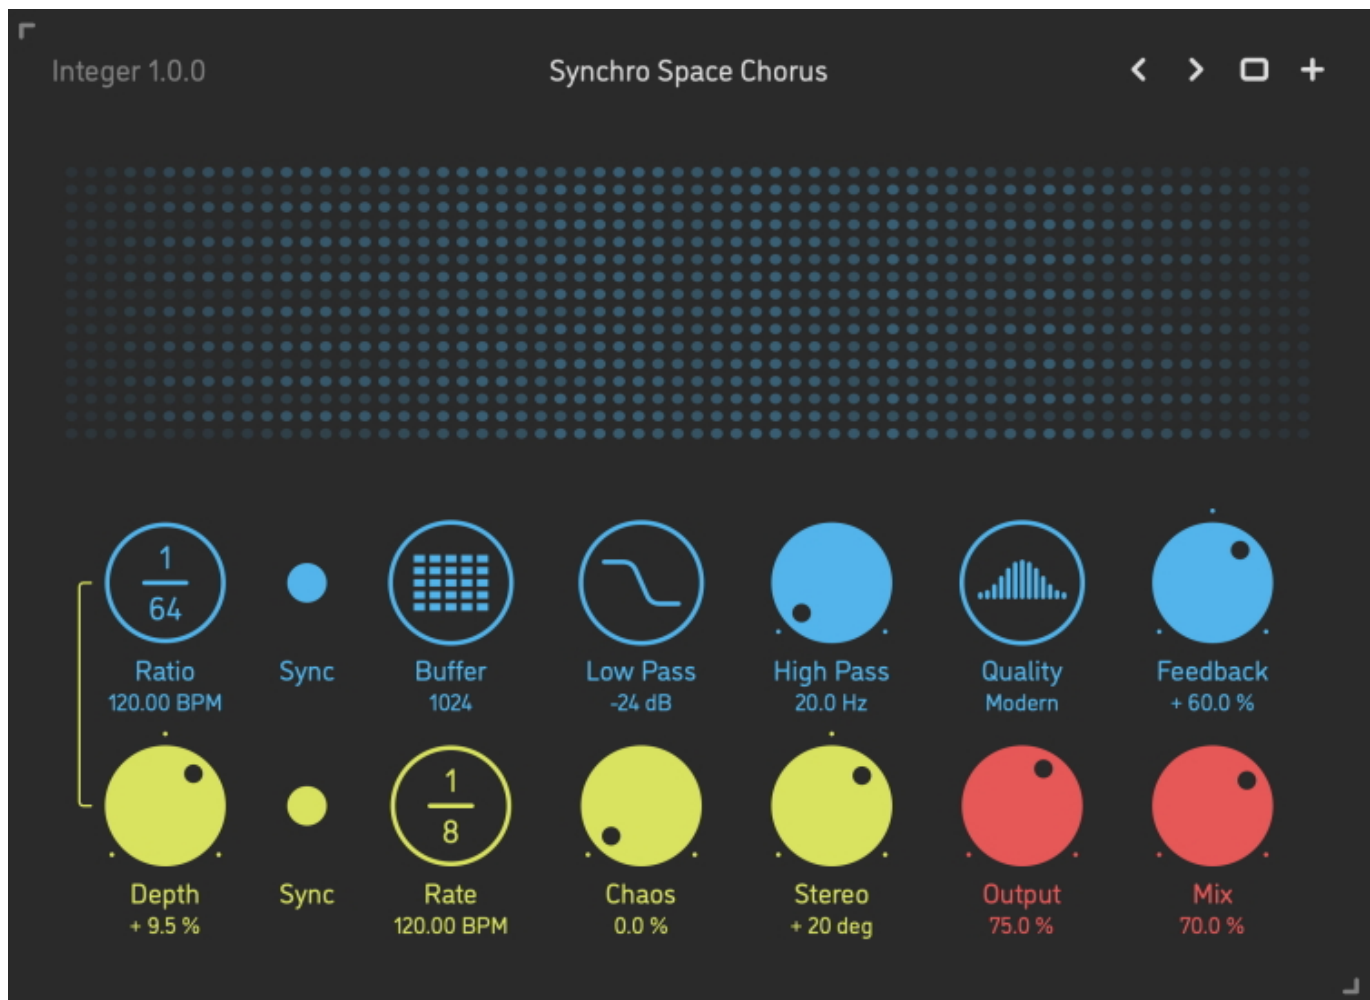 Integer 1.0.0
Synchro Space Chorus
1
64
Ratio
120.00 BPM
Sync
Buffer
1024
Low Pass
-24 dB
High Pass
20.0 Hz
Quality
Modern
Feedback
+ 60.0 %
Depth
+ 9.5 %
Sync
1
8
Rate
120.00 BPM
Chaos
0.0 %
Stereo
+ 20 deg
Output
75.0 %
Mix
70.0 %